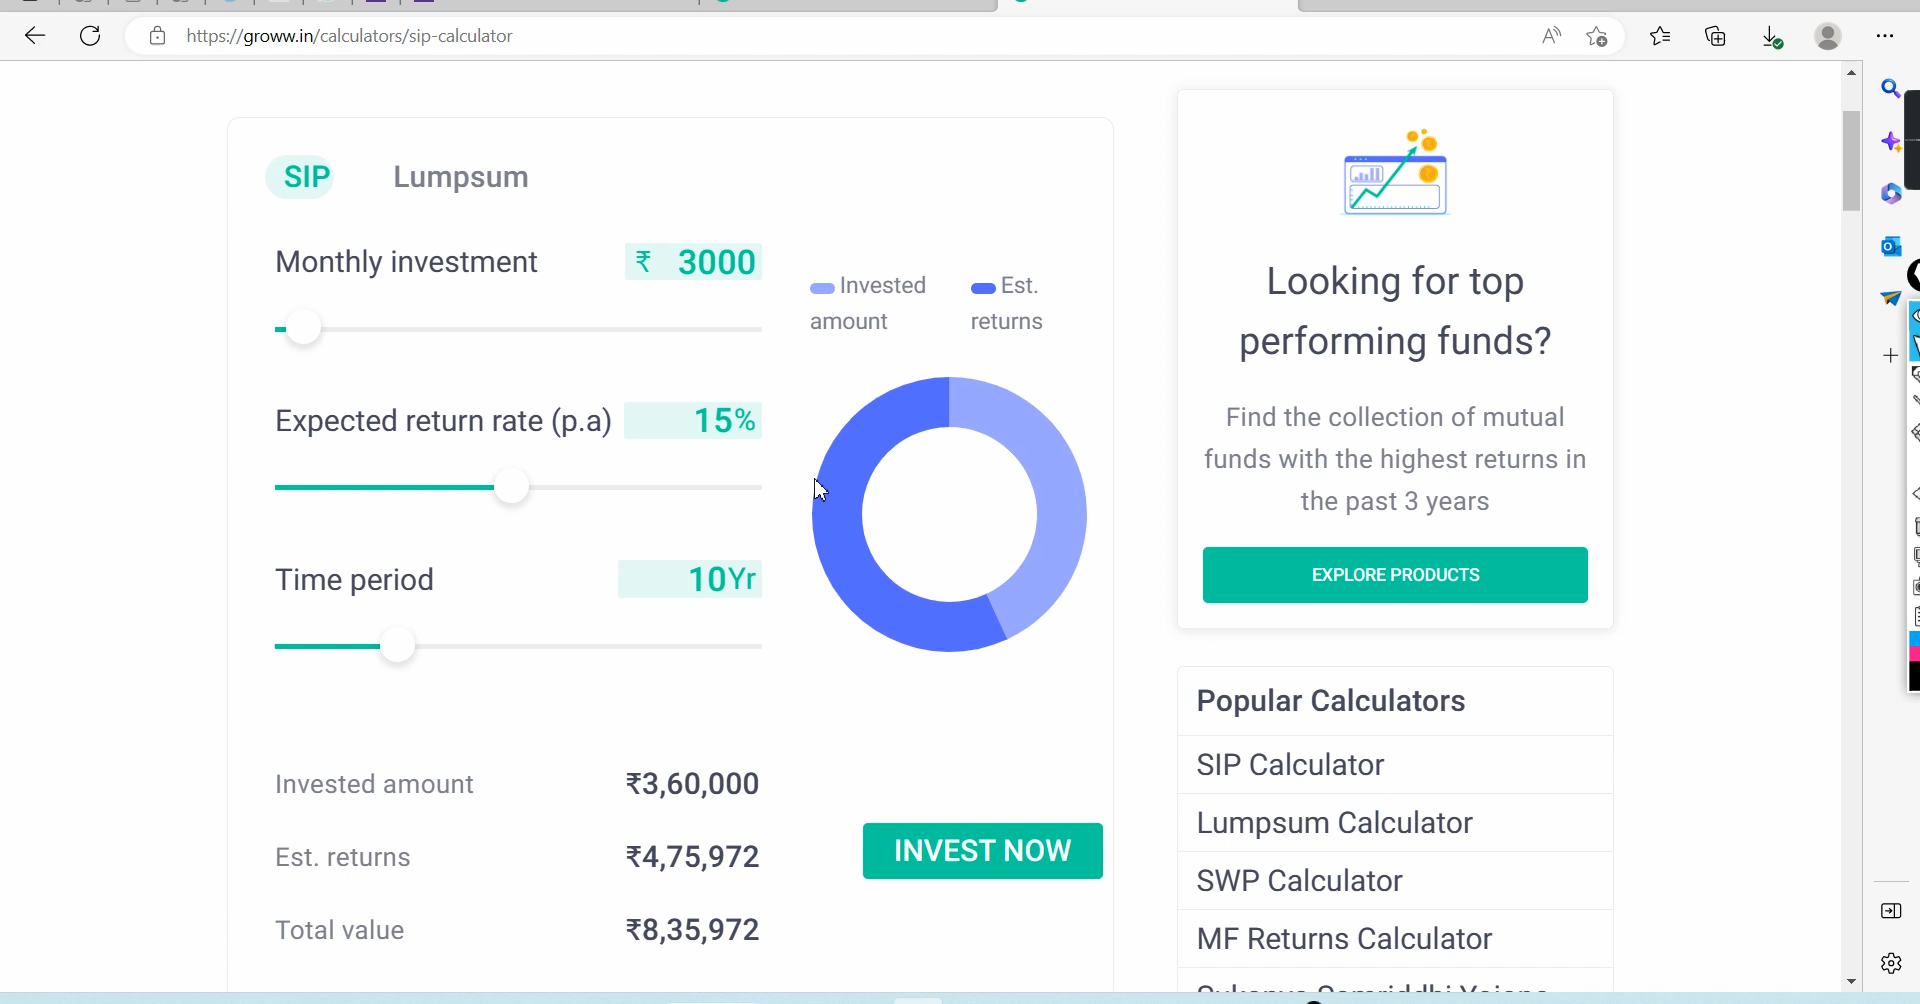 https://groww.in/calculators/sip-calculator
SIP
Lumpsum
Monthly investment
₹ 3000
Expected return rate (p.a)
15%
Time period
10Yr
Invested
amount
Est.
returns
Invested amount
₹3,60,000
Est. returns
₹4,75,972
Total value
₹8,35,972
INVEST NOW
Looking for top
performing funds?
Find the collection of mutual
funds with the highest returns in
the past 3 years
EXPLORE PRODUCTS
Popular Calculators
SIP Calculator
Lumpsum Calculator
SWP Calculator
MF Returns Calculator